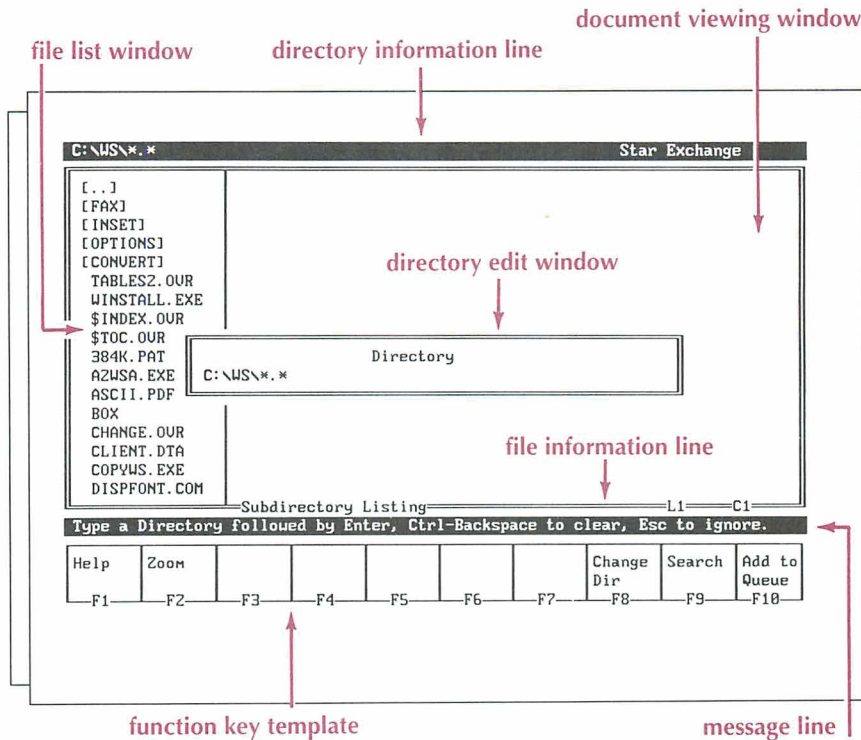 document viewing window
file list window
directory information line
C:\WS\*.*
Star Exchange
[..]
[FAX]
[INSET]
[OPTIONS]
[CONVERT]
TABLES2.OVR
WINSTALL.EXE
$INDEX.OVR
$TOC.OVR
384K.PAT
A2WSA.EXE
ASCII.PDF
BOX
CHANGE.OVR
CLIENT.DTA
COPYWS.EXE
DISPFONT.COM
directory edit window
Directory
C:\WS\*.*
file information line
Subdirectory Listing
L1
C1
Type a Directory followed by Enter, Ctrl-Backspace to clear, Esc to ignore.
Help
Zoom
Change Dir
Search
Add to Queue
F1
F2
F3
F4
F5
F6
F7
F8
F9
F10
function key template
message line